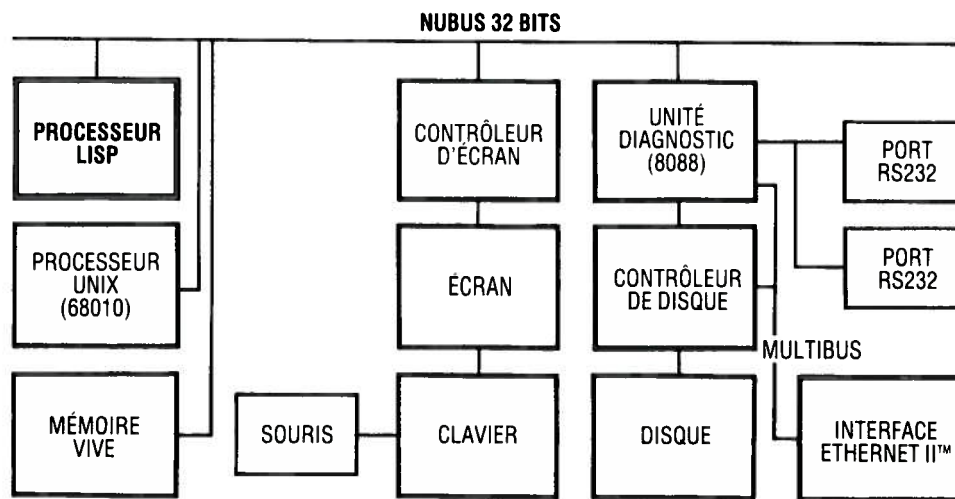 NUBUS 32 BITS
PROCESSEUR
LISP
CONTRÔLEUR
D'ÉCRAN
UNITÉ
DIAGNOSTIC
(8088)
PORT
RS232
PROCESSEUR
UNIX
(68010)
ÉCRAN
CONTRÔLEUR
DE DISQUE
PORT
RS232
MULTIBUS
MÉMOIRE
VIVE
SOURIS
CLAVIER
DISQUE
INTERFACE
ETHERNET II™